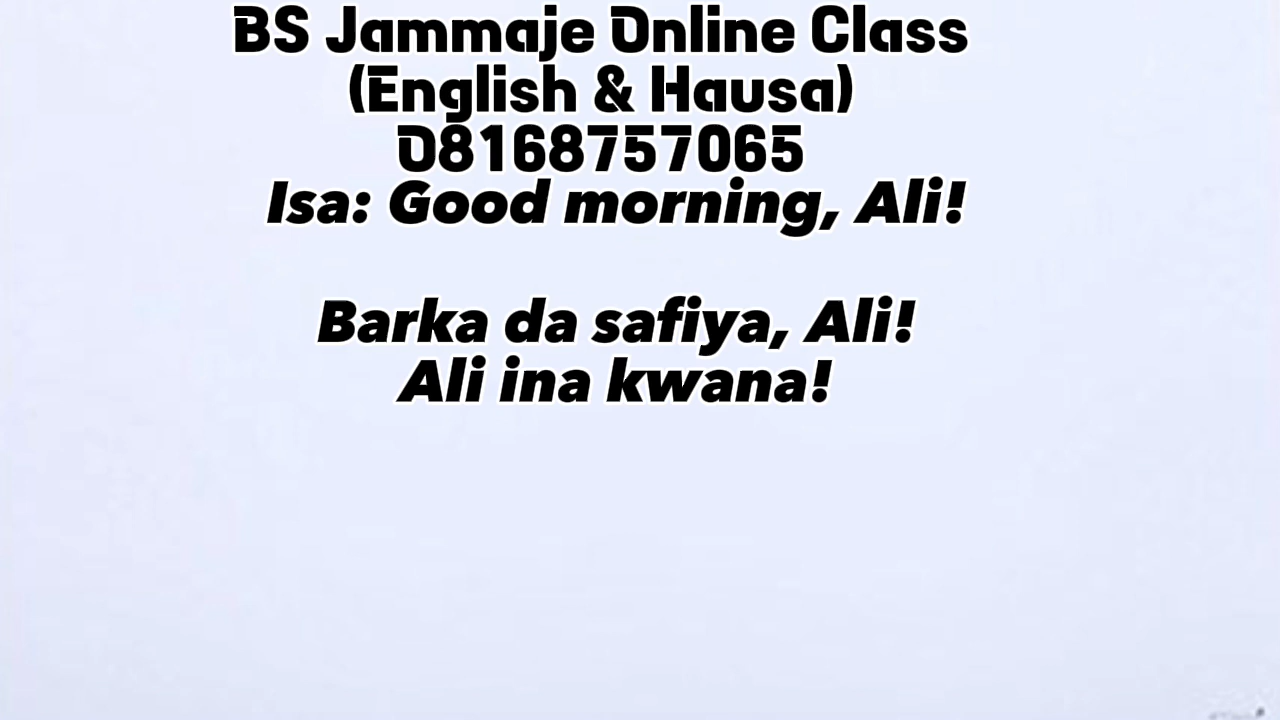 BS Jammaje Online Class
(English & Hausa)
08168757065
Isa: Good morning, Ali!
Barka da safiya, Ali!
Ali ina kwana!